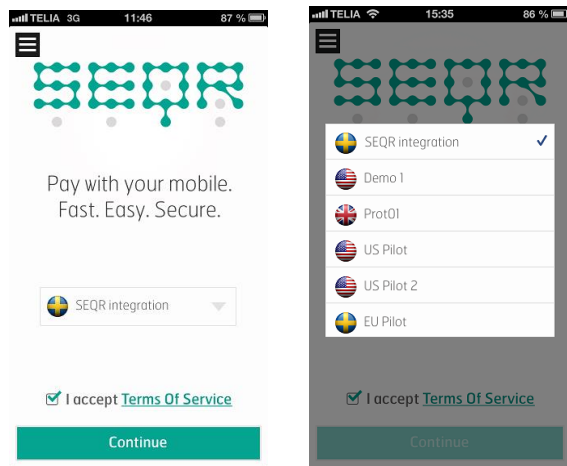 TELIA 3G 11:46 87 %
SEQR
Pay with your mobile.
Fast. Easy. Secure.
SEQR integration
I accept Terms Of Service
Continue
TELIA 15:35 86 %
SEQR
SEQR integration
Demo 1
Prot01
US Pilot
US Pilot 2
EU Pilot
I accept Terms Of Service
Continue